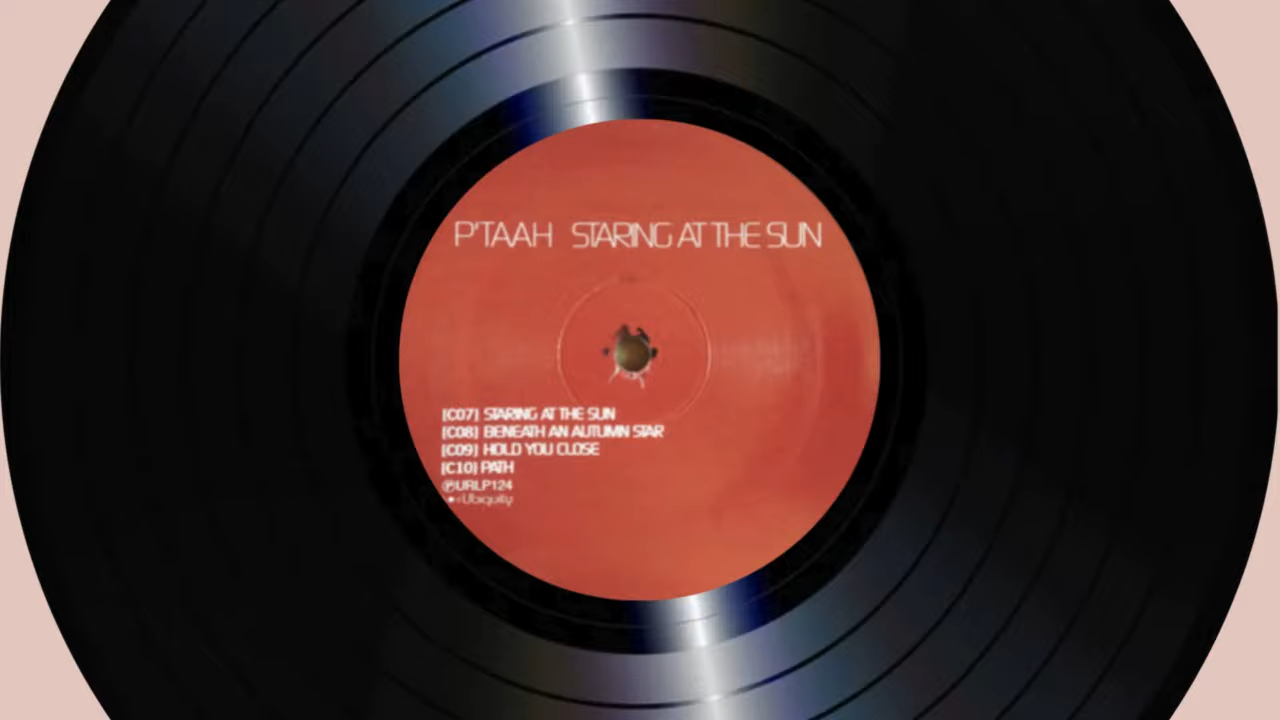 P'TAAH STARING AT THE SUN
[C07] STARING AT THE SUN
[C08] BENEATH AN AUTUMN STAR
[C09] HOLD YOU CLOSE
[C10] PATH
℗URLP124
Ubiquity